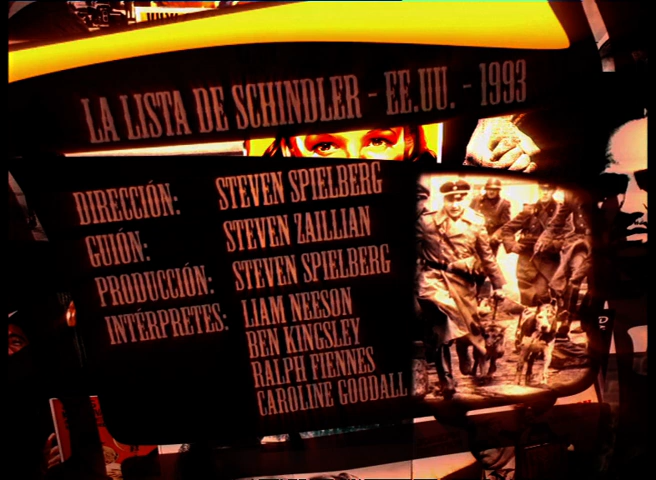 LA LISTA DE SCHINDLER - EE.UU. - 1993
DIRECCIÓN: STEVEN SPIELBERG
GUIÓN: STEVEN ZAILLIAN
PRODUCCIÓN: STEVEN SPIELBERG
INTÉRPRETES: LIAM NEESON
BEN KINGSLEY
RALPH FIENNES
CAROLINE GOODALL